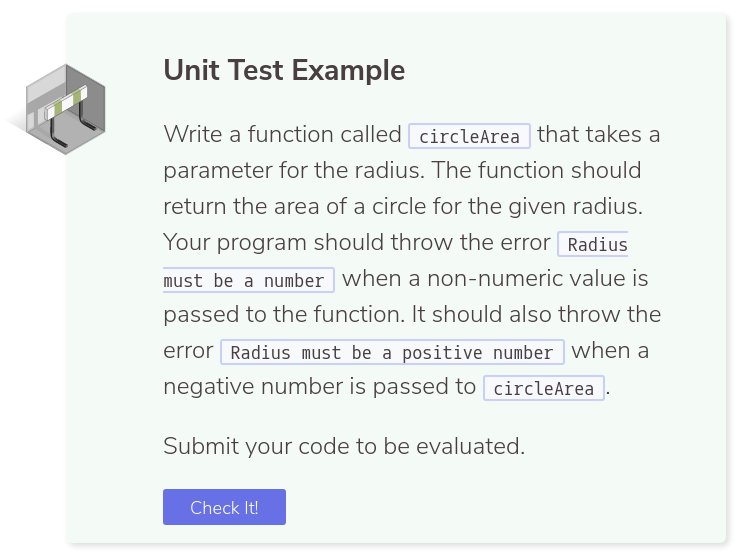 Unit Test Example
Write a function called circleArea that takes a
parameter for the radius. The function should
return the area of a circle for the given radius.
Your program should throw the error Radius
must be a number when a non-numeric value is
passed to the function. It should also throw the
error Radius must be a positive number when a
negative number is passed to circleArea.
Submit your code to be evaluated.
Check It!